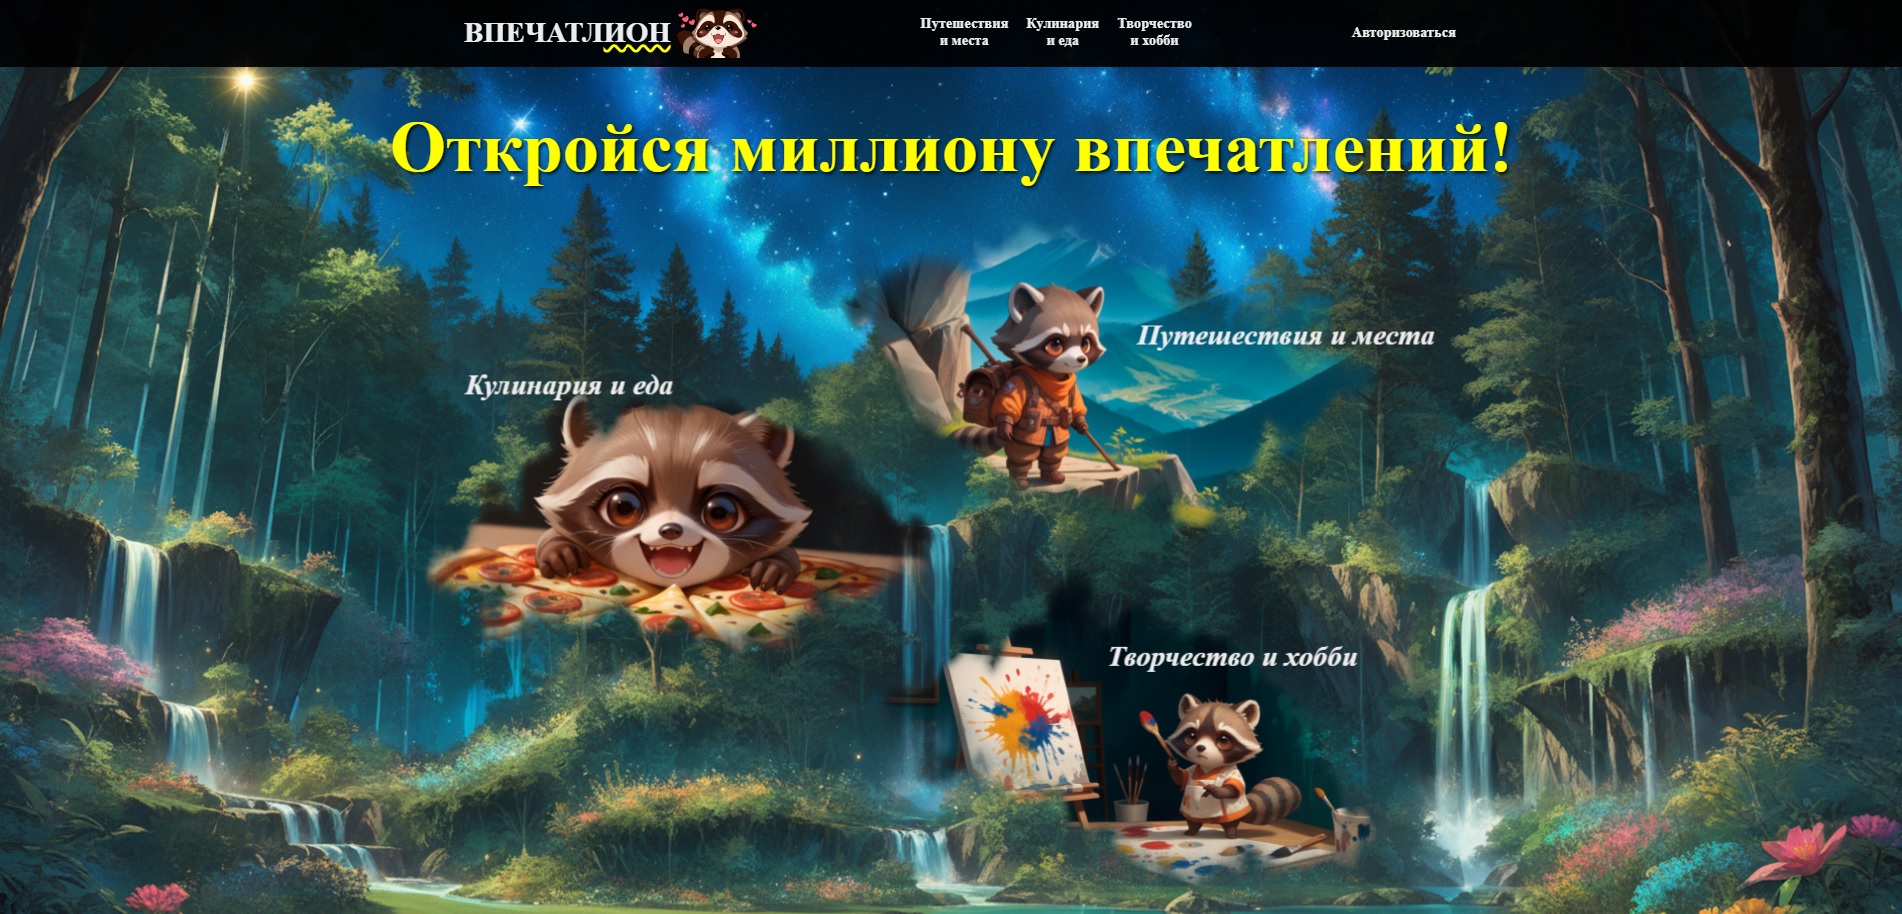 ВПЕЧАТЛИОН
Путешествия
и места
Кулинария
и еда
Творчество
и хобби
Авторизоваться
Откройся миллиону впечатлений!
Путешествия и места
Кулинария и еда
Творчество и хобби